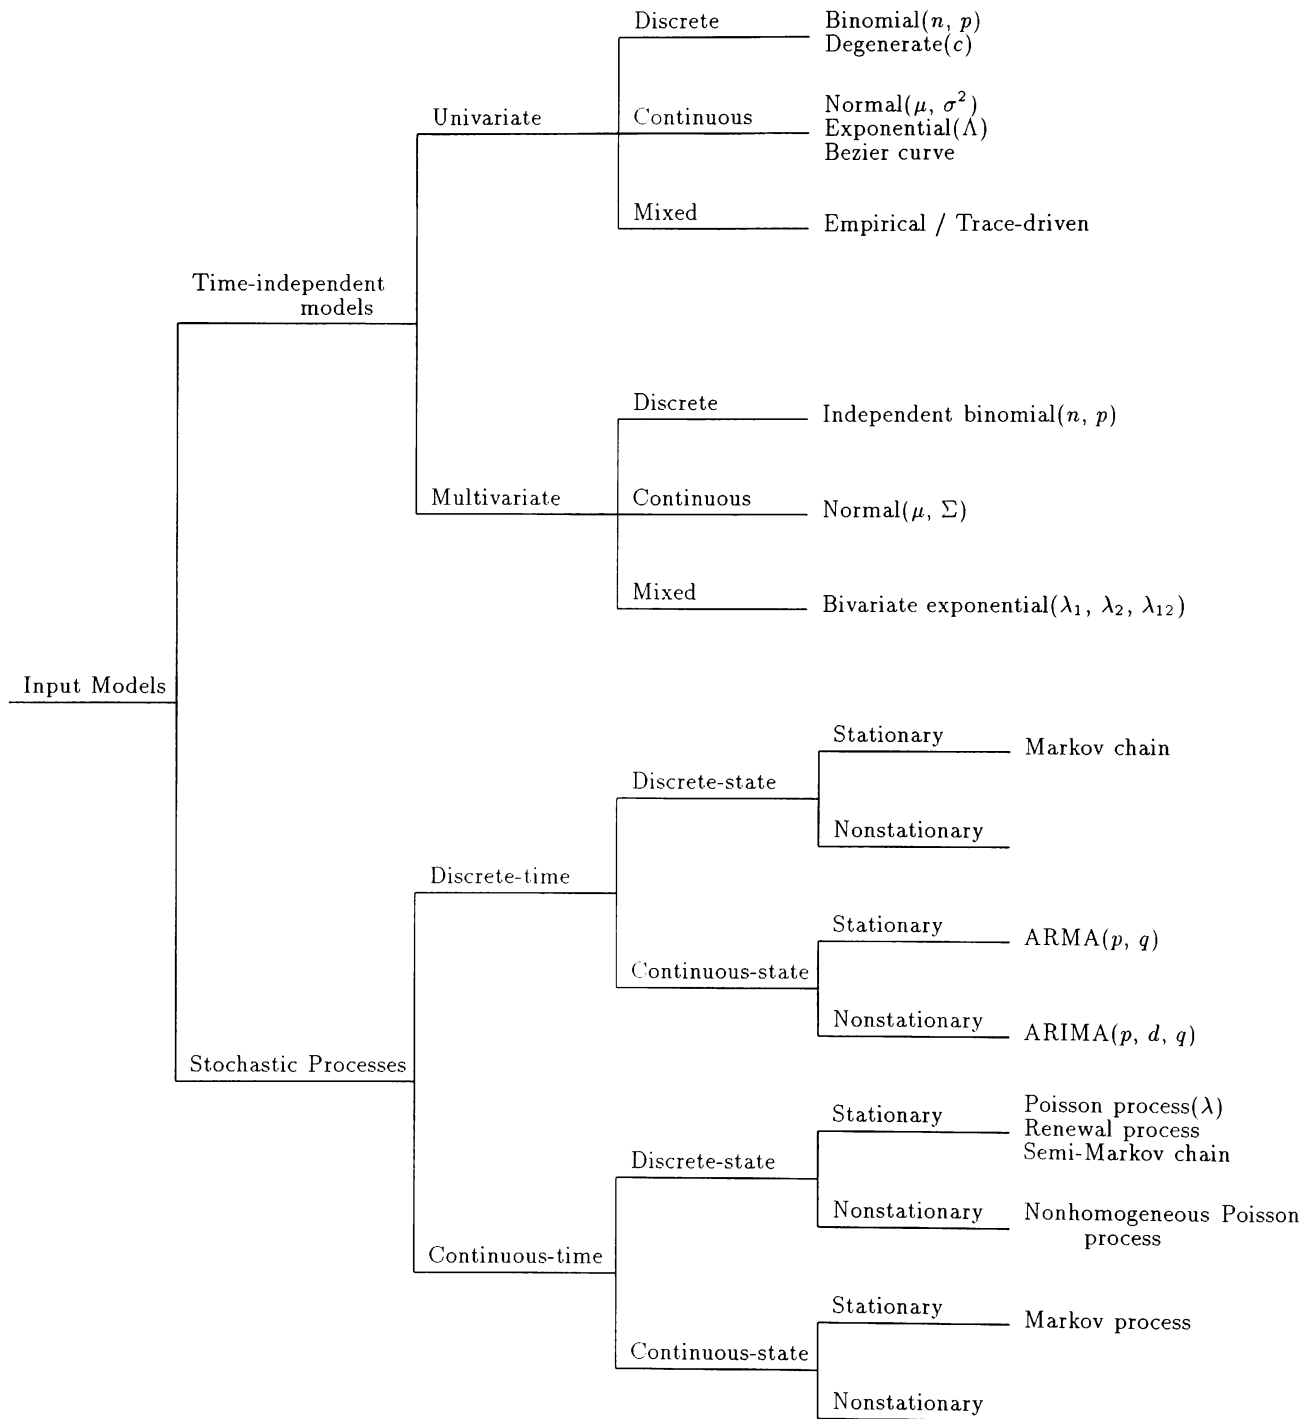 Discrete
Binomial(n, p)
Degenerate(c)
Univariate
Continuous
Normal(μ, σ²)
Exponential(Λ)
Bezier curve
Mixed
Empirical / Trace-driven
Time-independent
models
Discrete
Independent binomial(n, p)
Multivariate
Continuous
Normal(μ, Σ)
Mixed
Bivariate exponential(λ₁, λ₂, λ₁₂)
Input Models
Stationary
Markov chain
Discrete-state
Nonstationary
Discrete-time
Stationary
ARMA(p, q)
Continuous-state
Nonstationary
ARIMA(p, d, q)
Stochastic Processes
Stationary
Poisson process(λ)
Renewal process
Semi-Markov chain
Discrete-state
Nonstationary
Nonhomogeneous Poisson
process
Continuous-time
Stationary
Markov process
Continuous-state
Nonstationary